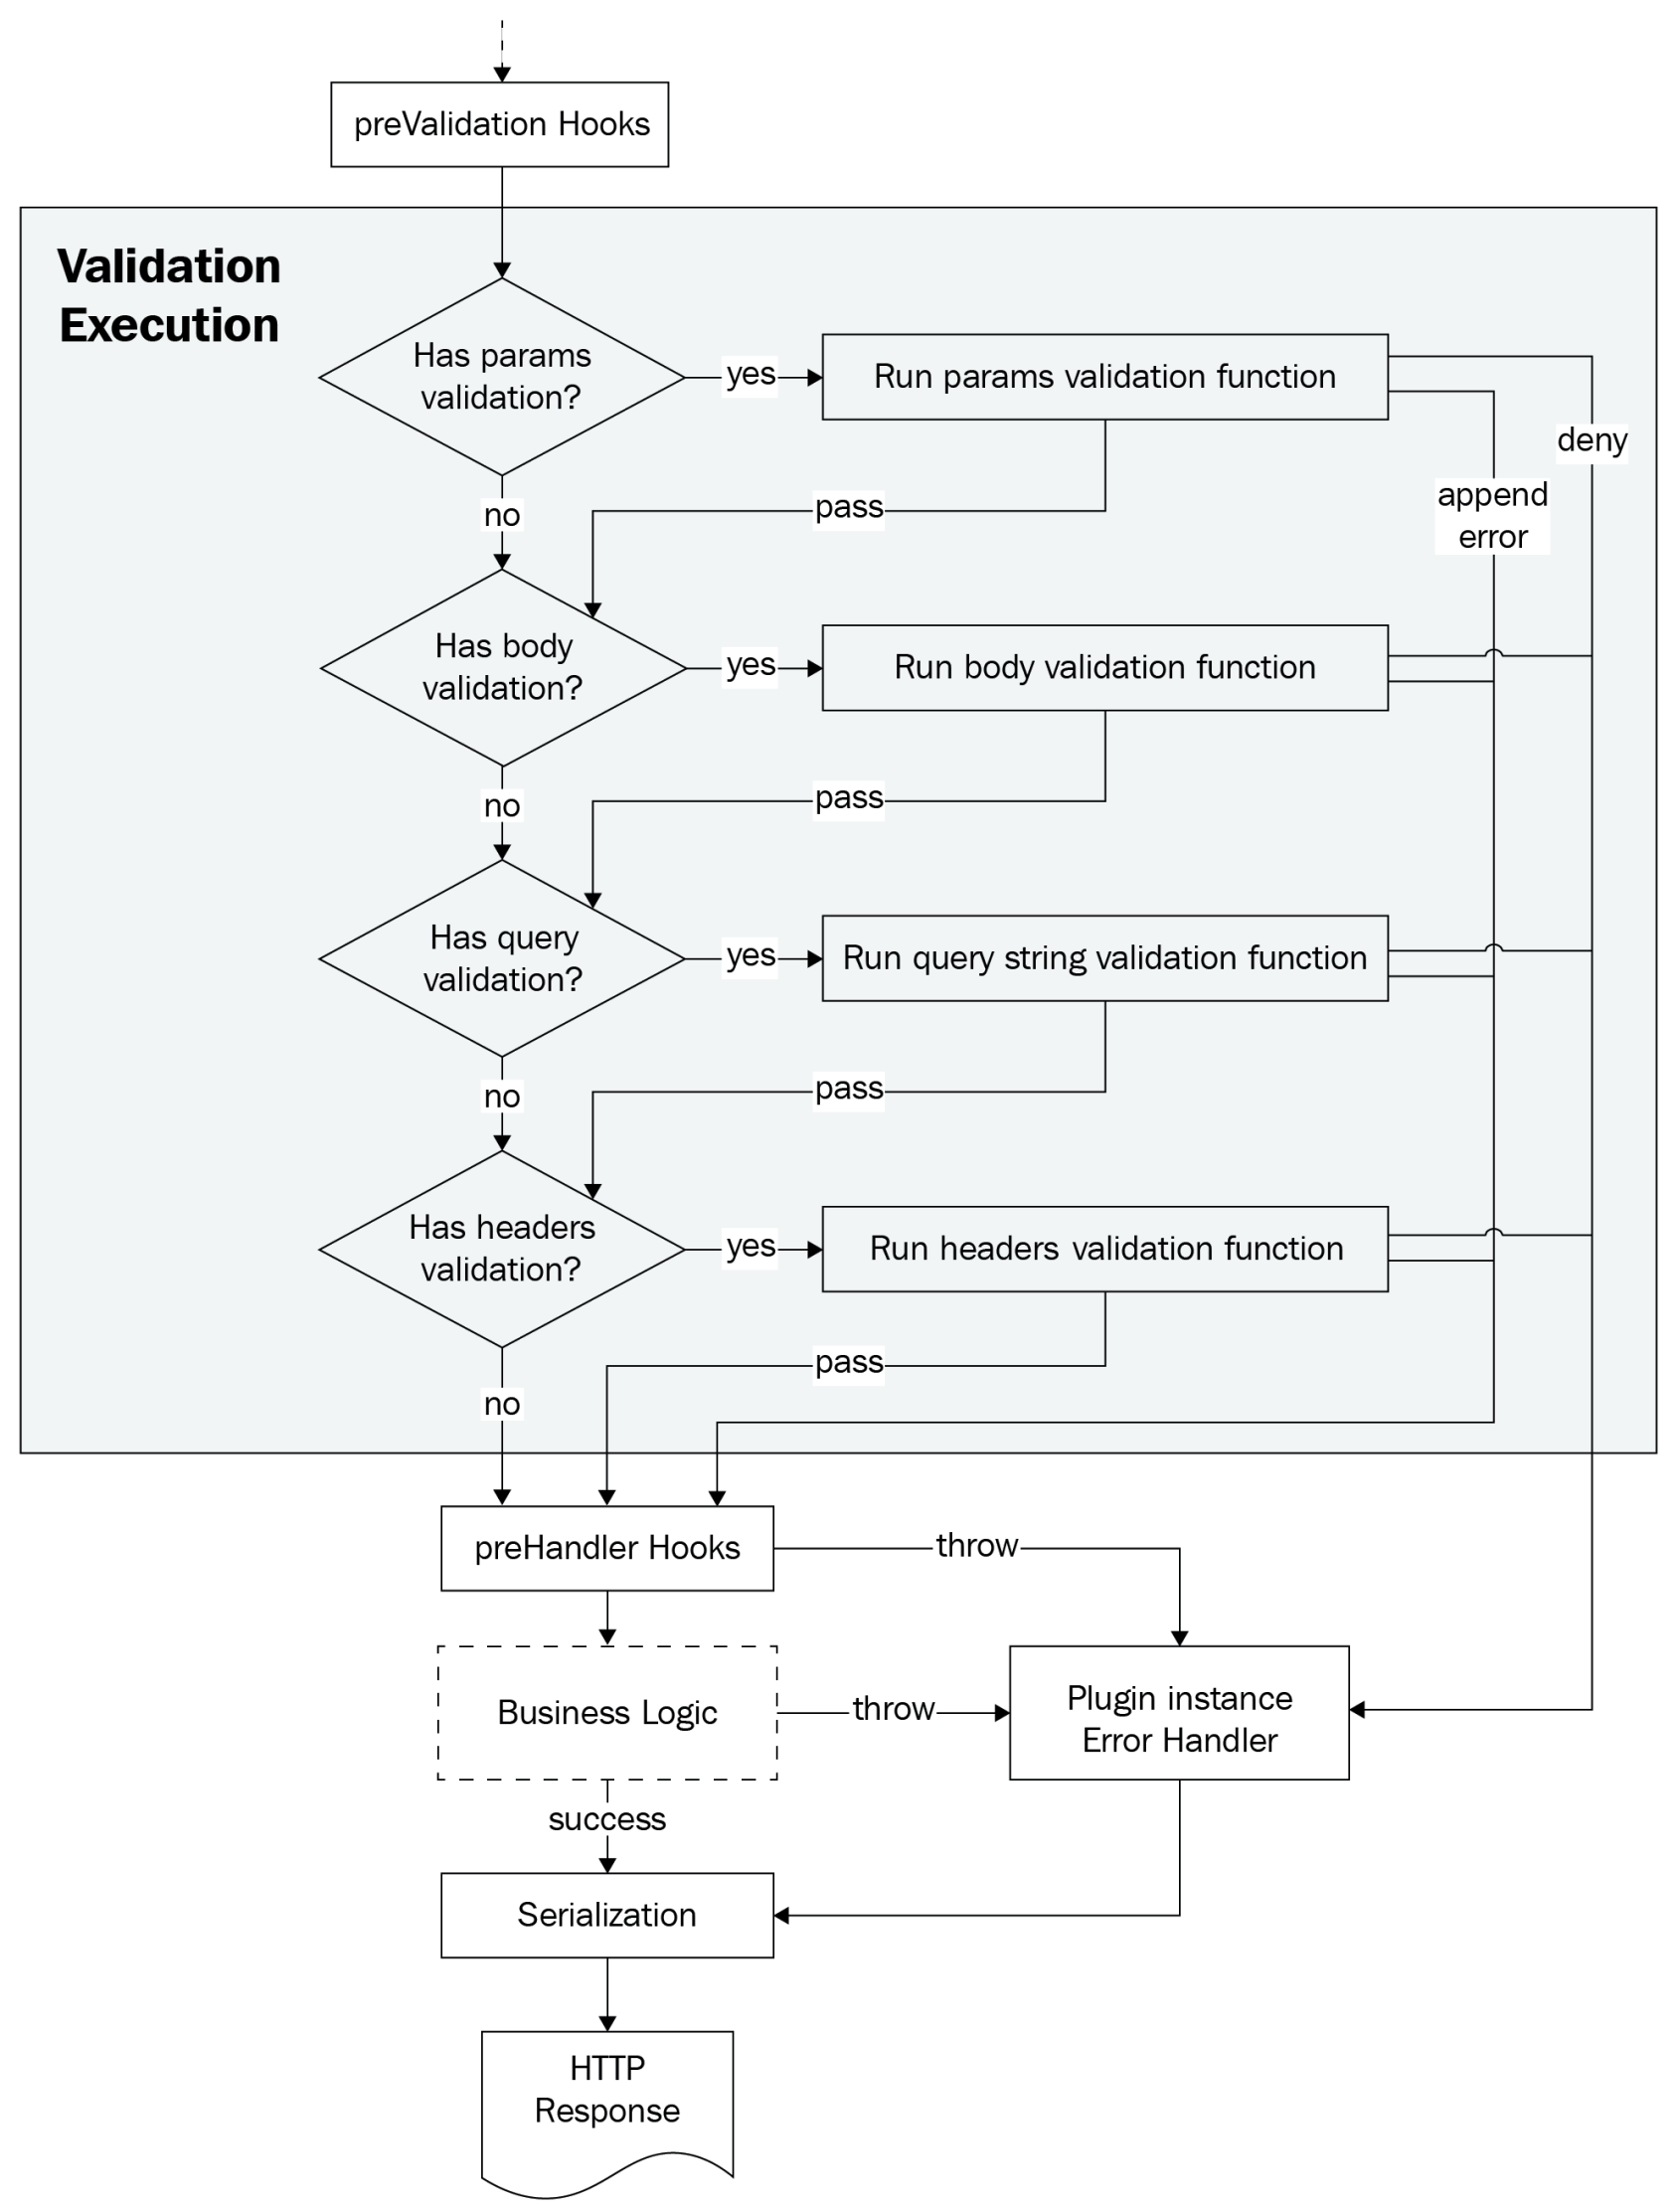 preValidation Hooks
Validation
Execution
Has params
validation?
yes
Run params validation function
deny
append
error
no
pass
Has body
validation?
yes
Run body validation function
no
pass
Has query
validation?
yes
Run query string validation function
no
pass
Has headers
validation?
yes
Run headers validation function
pass
no
preHandler Hooks
throw
Business Logic
throw
Plugin instance
Error Handler
success
Serialization
HTTP
Response